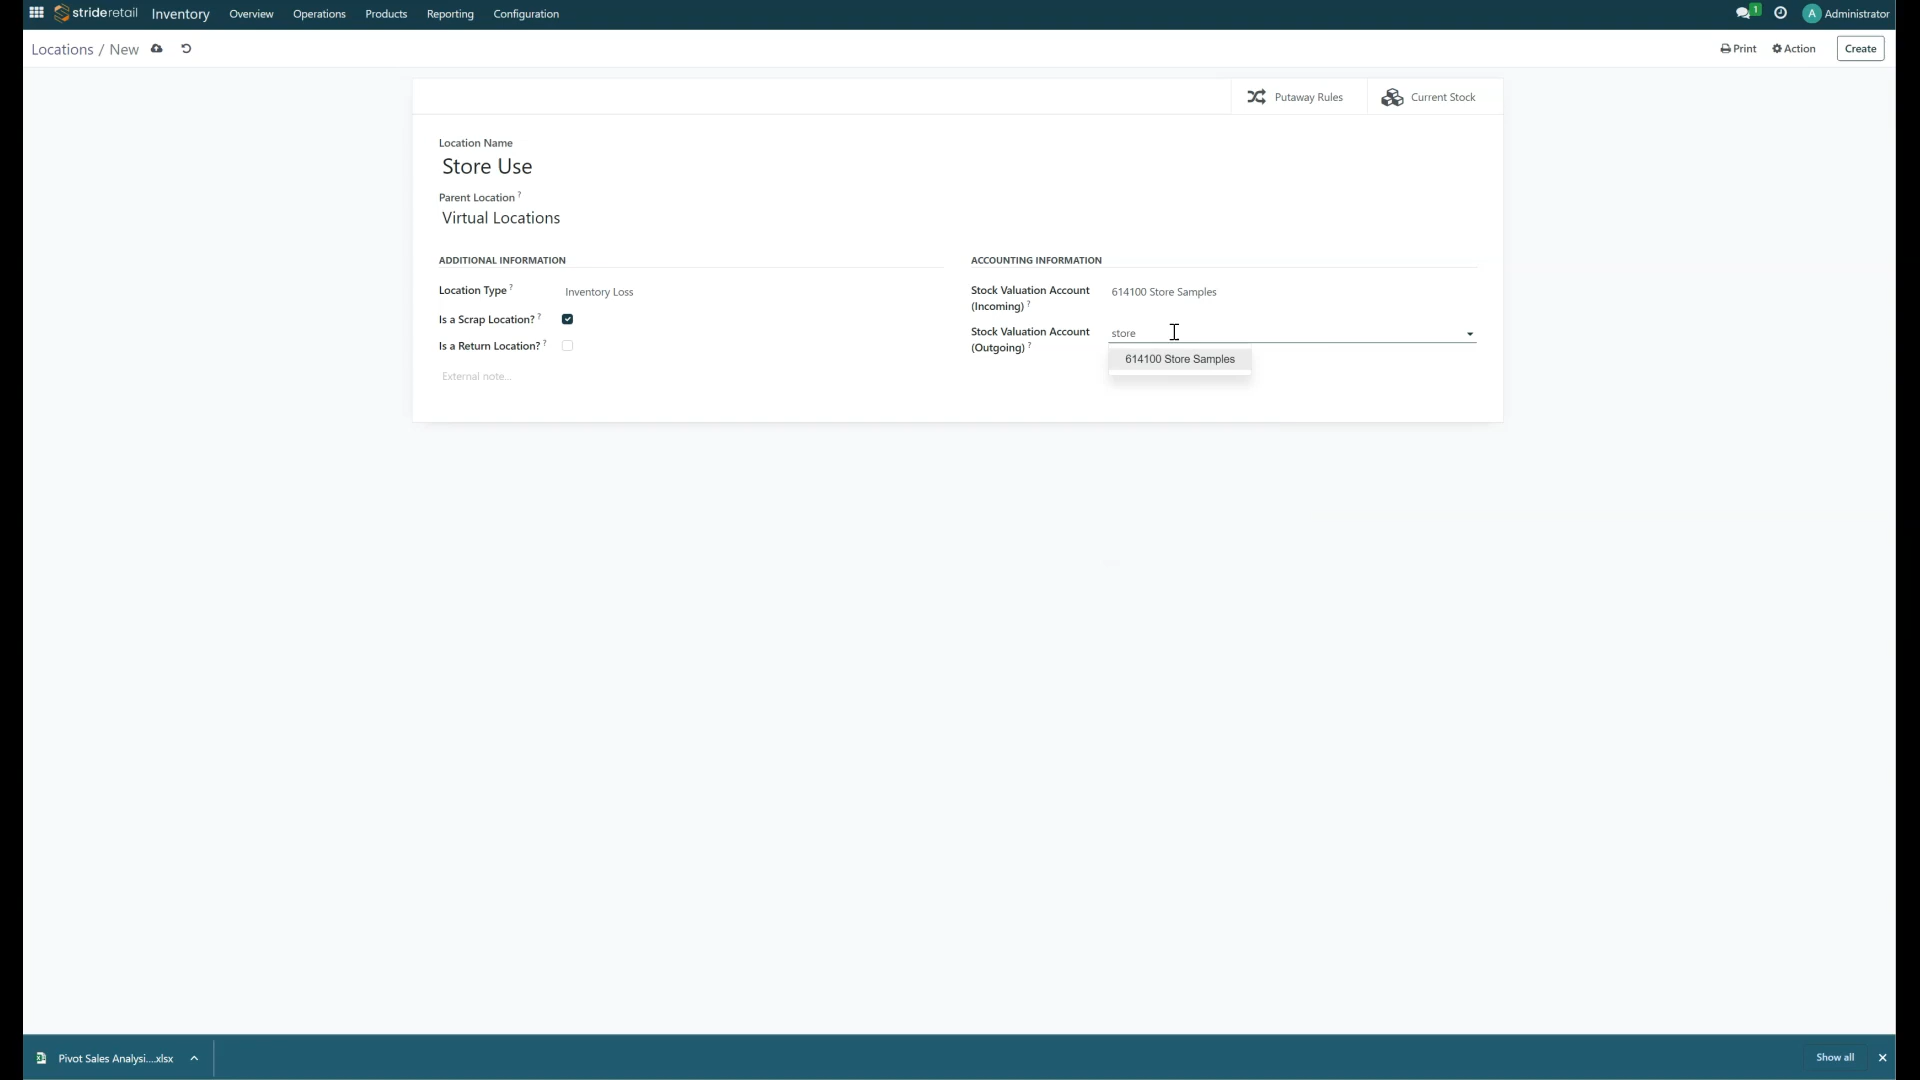 strideretail Inventory Overview Operations Products Reporting Configuration 1 A Administrator
Locations / New Print Action Create
Putaway Rules Current Stock
Location Name
Store Use
Parent Location ?
Virtual Locations
ADDITIONAL INFORMATION
Location Type ? Inventory Loss
Is a Scrap Location? ?
Is a Return Location? ?
External note...
ACCOUNTING INFORMATION
Stock Valuation Account 614100 Store Samples
(Incoming) ?
Stock Valuation Account store
(Outgoing) ?
614100 Store Samples
Pivot Sales Analysi....xlsx Show all